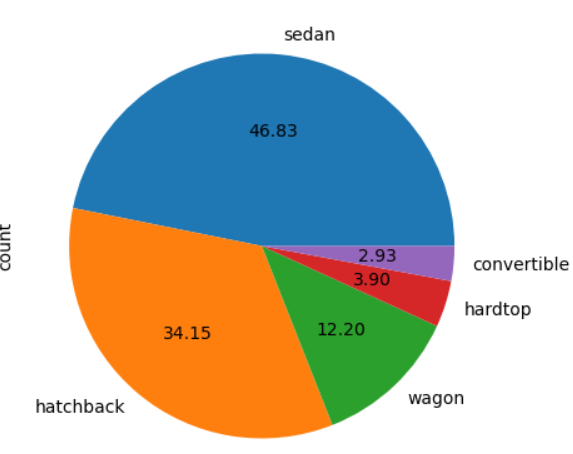 sedan
46.83
count
2.93
convertible
3.90
hardtop
34.15
12.20
hatchback
wagon